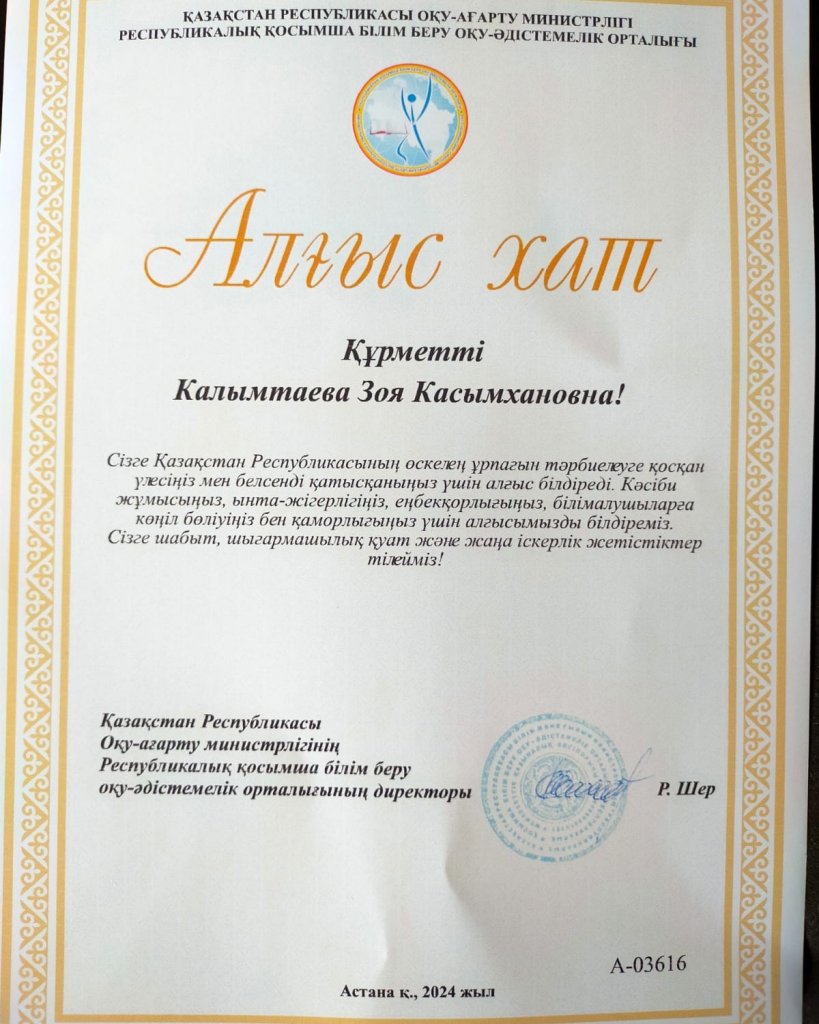 ҚАЗАҚСТАН РЕСПУБЛИКАСЫ ОҚУ-АҒАРТУ МИНИСТРЛІГІ
РЕСПУБЛИКАЛЫҚ ҚОСЫМША БІЛІМ БЕРУ ОҚУ-ӘДІСТЕМЕЛІК ОРТАЛЫҒЫ
Алғыс хат
Құрметті
Калымтаева Зоя Касымхановна!
Сізге Қазақстан Республикасының өскелең ұрпағын тәрбиелеуге қосқан
үлесіңіз мен белсенді қатысқаныңыз үшін алғыс білдіреді. Кәсіби
жұмысыңыз, ынта-жігерлігіңіз, еңбекқорлығыңыз, білімалушыларға
көңіл бөліуіңіз бен қаморлығыңыз үшін алғысымызды білдіреміз.
Сізге шабыт, шығармашылық қуат және жаңа іскерлік жетістіктер
тілейміз!
Қазақстан Республикасы
Оқу-ағарту министрлігінің
Республикалық қосымша білім беру
оқу-әдістемелік орталығының директоры
Р. Шер
А-03616
Астана қ., 2024 жыл